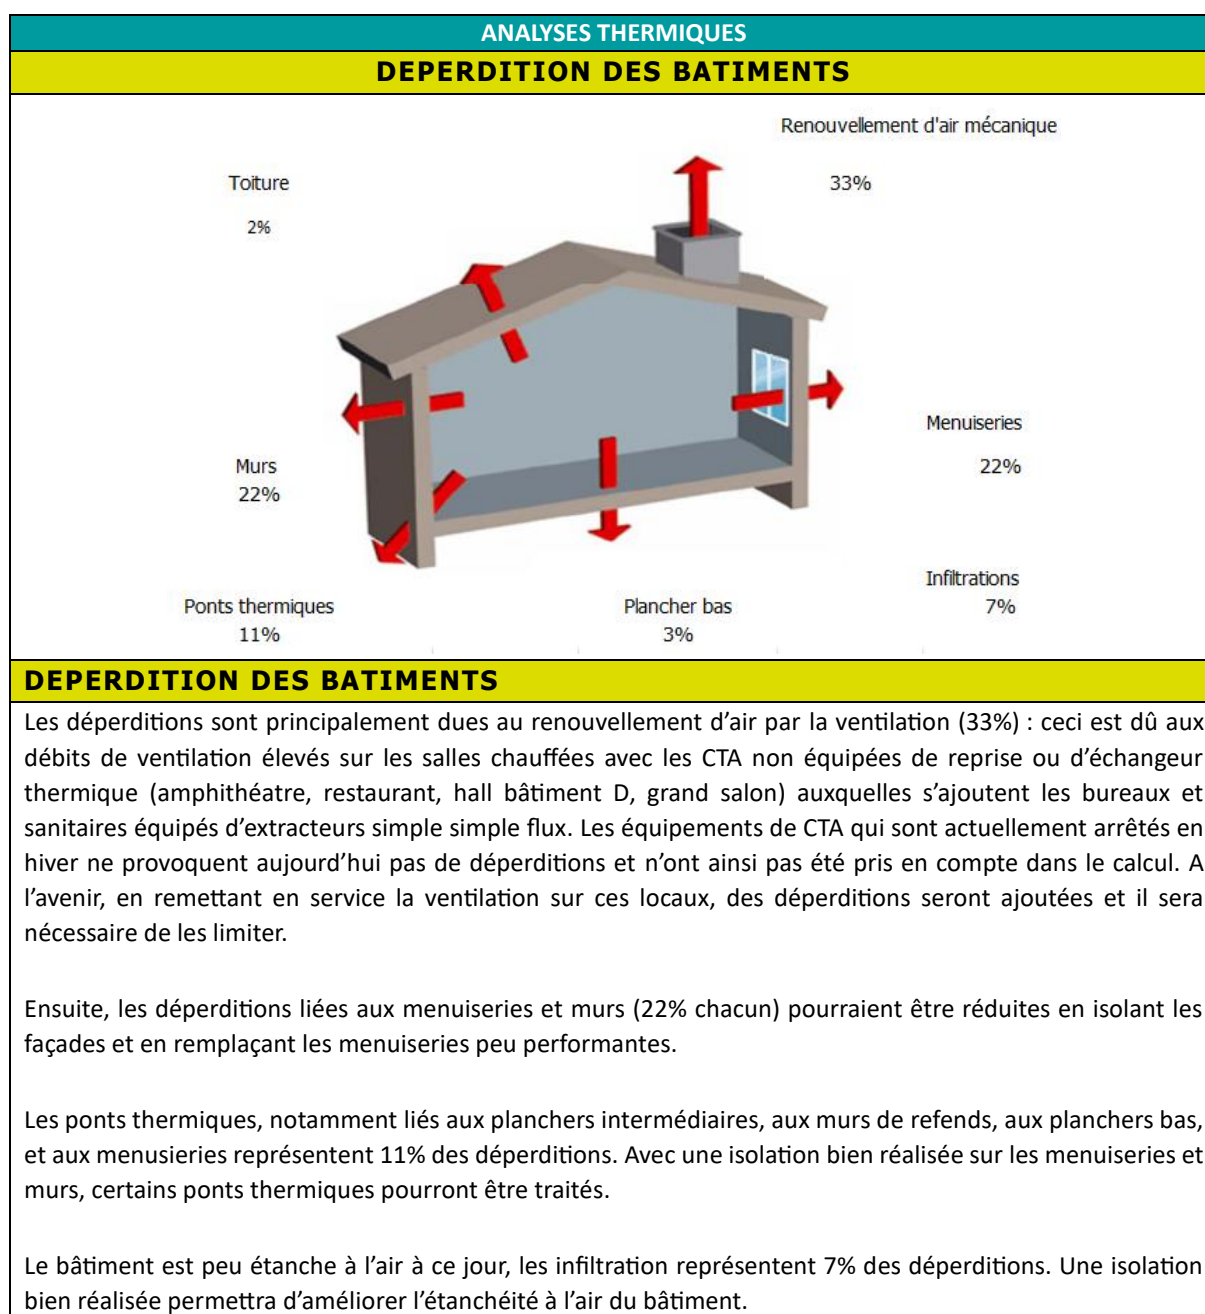 ANALYSES THERMIQUES
DEPERDITION DES BATIMENTS
Renouvellement d'air mécanique
33%
Toiture
2%
Menuiseries
22%
Murs
22%
Infiltrations
7%
Ponts thermiques
11%
Plancher bas
3%
DEPERDITION DES BATIMENTS
Les déperditions sont principalement dues au renouvellement d’air par la ventilation (33%) : ceci est dû aux
débits de ventilation élevés sur les salles chauffées avec les CTA non équipées de reprise ou d’échangeur
thermique (amphithéatre, restaurant, hall bâtiment D, grand salon) auxquelles s’ajoutent les bureaux et
sanitaires équipés d’extracteurs simple simple flux. Les équipements de CTA qui sont actuellement arrêtés en
hiver ne provoquent aujourd’hui pas de déperditions et n’ont ainsi pas été pris en compte dans le calcul. A
l’avenir, en remettant en service la ventilation sur ces locaux, des déperditions seront ajoutées et il sera
nécessaire de les limiter.
Ensuite, les déperditions liées aux menuiseries et murs (22% chacun) pourraient être réduites en isolant les
façades et en remplaçant les menuiseries peu performantes.
Les ponts thermiques, notamment liés aux planchers intermédiaires, aux murs de refends, aux planchers bas,
et aux menusieries représentent 11% des déperditions. Avec une isolation bien réalisée sur les menuiseries et
murs, certains ponts thermiques pourront être traités.
Le bâtiment est peu étanche à l’air à ce jour, les infiltration représentent 7% des déperditions. Une isolation
bien réalisée permettra d’améliorer l’étanchéité à l’air du bâtiment.